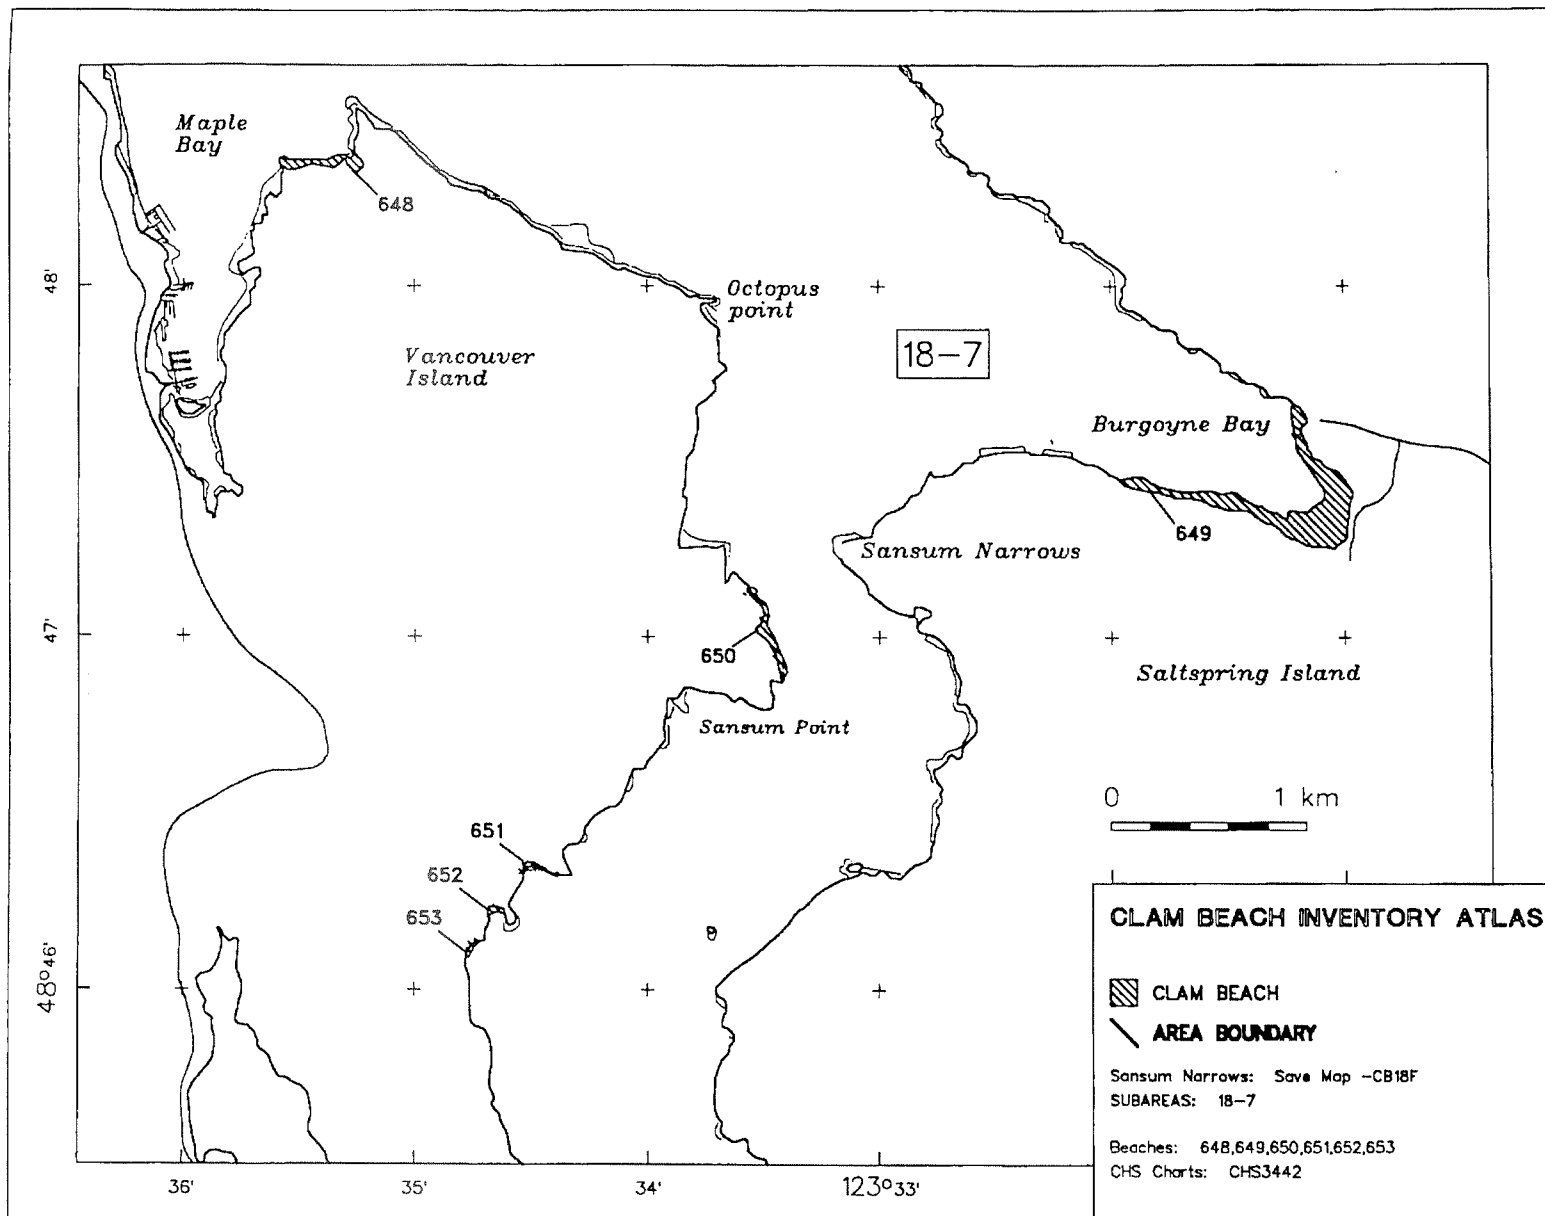 Maple
Bay
648
48'
Octopus
point
Vancouver
Island
18-7
Burgoyne Bay
649
Sansum Narrows
47'
650
Saltspring Island
Sansum Point
0 1 km
651
652
653
48°46'
CLAM BEACH INVENTORY ATLAS
CLAM BEACH
AREA BOUNDARY
Sansum Narrows: Save Map -CB18F
SUBAREAS: 18-7
Beaches: 648,649,650,651,652,653
CHS Charts: CHS3442
36' 35' 34' 123°33'